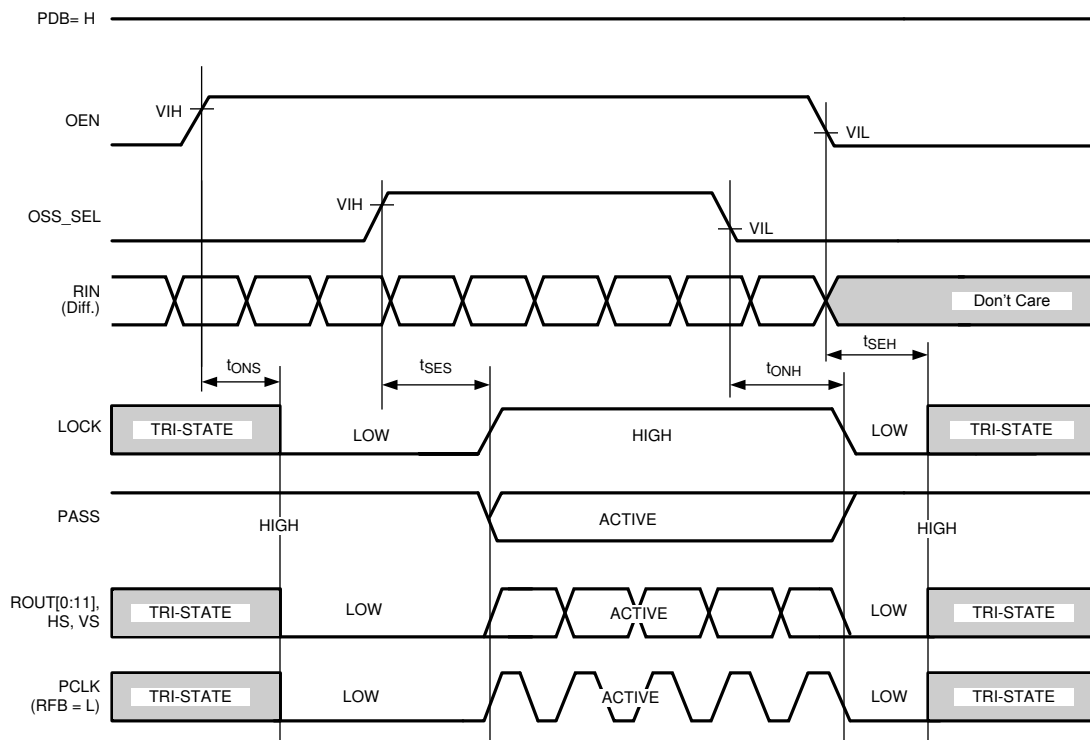 PDB= H
OEN
VIH
VIL
OSS_SEL
VIH
VIL
RIN
(Diff.)
Don't Care
tONS
tSES
tONH
tSEH
LOCK
TRI-STATE
LOW
HIGH
LOW
TRI-STATE
PASS
HIGH
ACTIVE
HIGH
ROUT[0:11],
HS, VS
TRI-STATE
LOW
ACTIVE
LOW
TRI-STATE
PCLK
(RFB = L)
TRI-STATE
LOW
ACTIVE
LOW
TRI-STATE